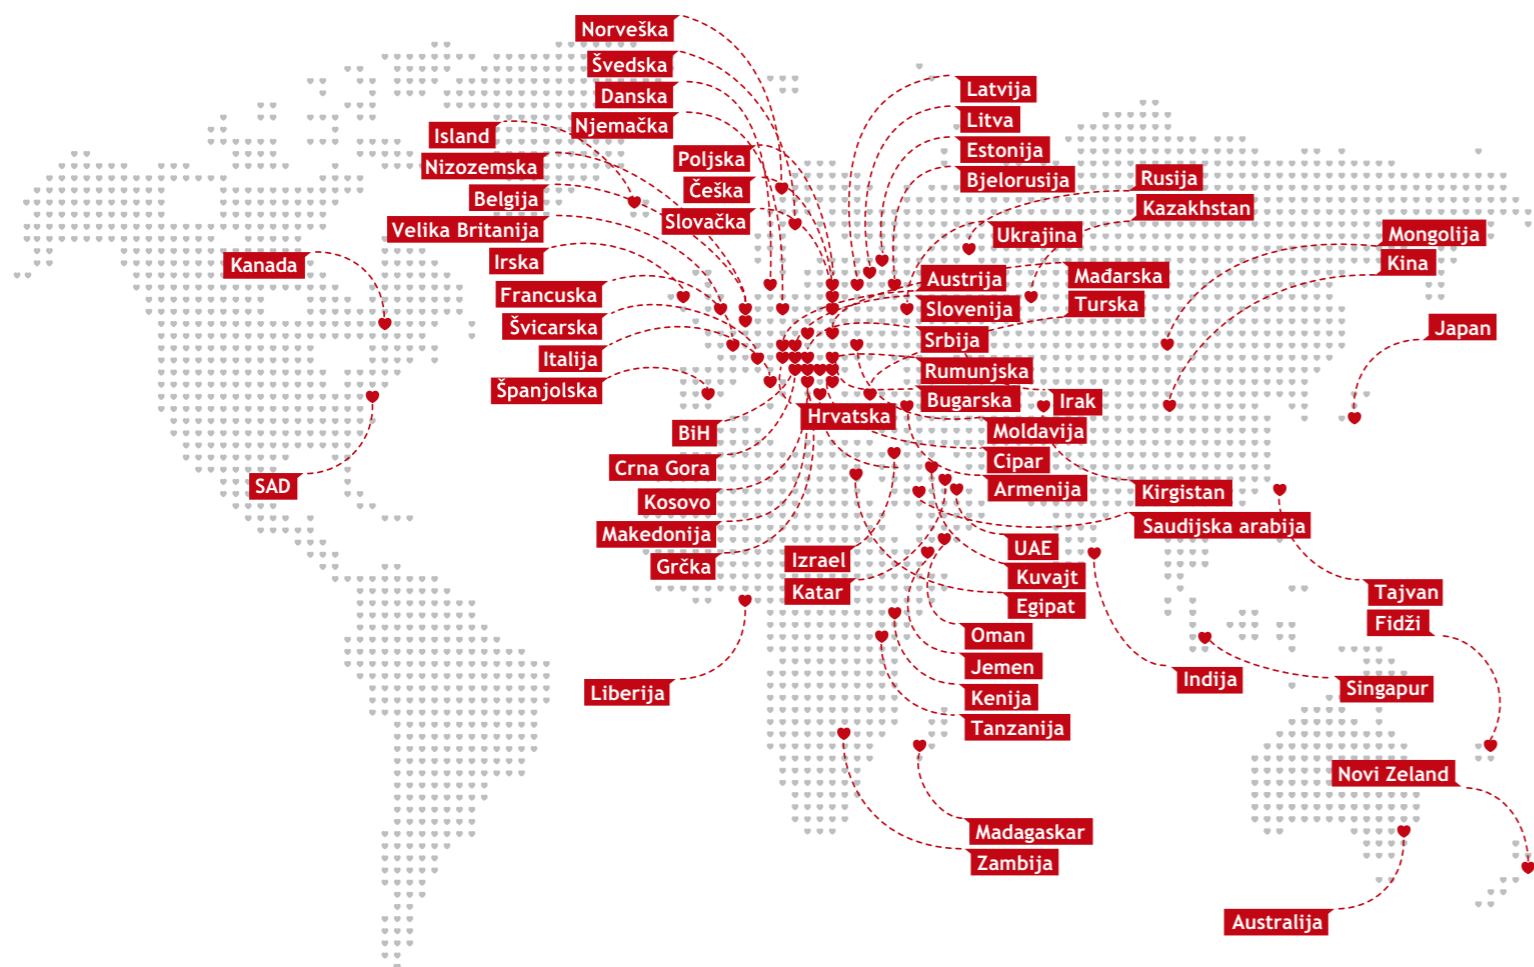 Norveška
Švedska
Danska
Njemačka
Island
Nizozemska
Belgija
Velika Britanija
Irska
Francuska
Švicarska
Italija
Španjolska
Poljska
Češka
Slovačka
Kanada
SAD
Latvija
Litva
Estonija
Bjelorusija
Rusija
Kazakhstan
Ukrajina
Mongolija
Kina
Japan
Austrija
Mađarska
Slovenija
Turska
Srbija
Rumunjska
Bugarska
Irak
Hrvatska
Moldavija
Cipar
Armenija
Kirgistan
Saudijska arabija
BiH
Crna Gora
Kosovo
Makedonija
Grčka
Izrael
Katar
UAE
Kuvajt
Egipat
Oman
Jemen
Kenija
Tanzanija
Liberija
Madagaskar
Zambija
Tajvan
Fidži
Indija
Singapur
Novi Zeland
Australija